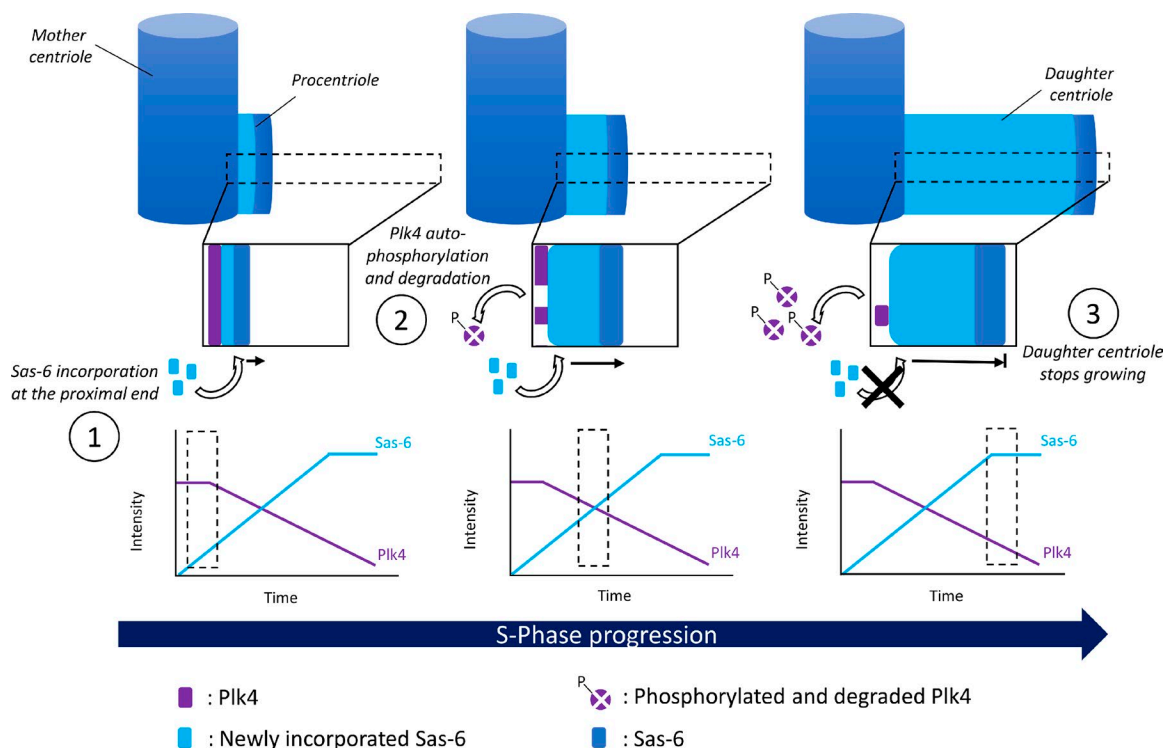 Mother
centriole
Procentriole
Daughter
centriole
Plk4 auto-
phosphorylation
and degradation
2
P
P
P
P
3
Daughter centriole
stops growing
Sas-6 incorporation
at the proximal end
1
Sas-6
Plk4
Intensity
Time
Sas-6
Plk4
Intensity
Time
Sas-6
Plk4
Intensity
Time
S-Phase progression
: Plk4
P
: Phosphorylated and degraded Plk4
: Newly incorporated Sas-6
: Sas-6